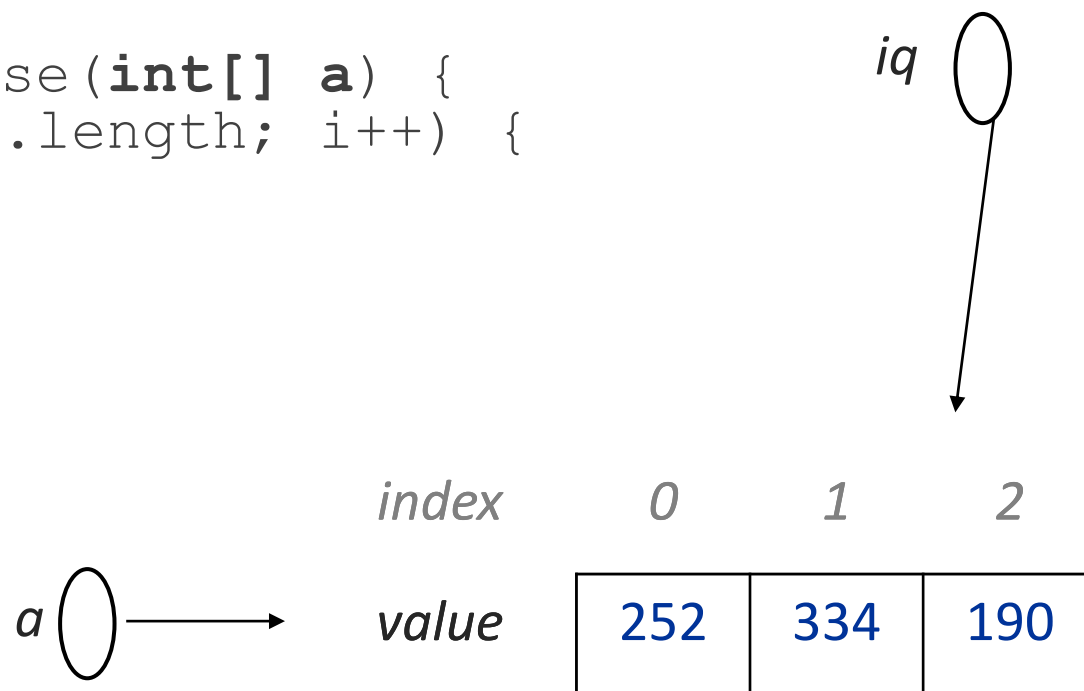 se(int[] a) {
.length; i++) {
iq
index 0 1 2
a value 252 334 190